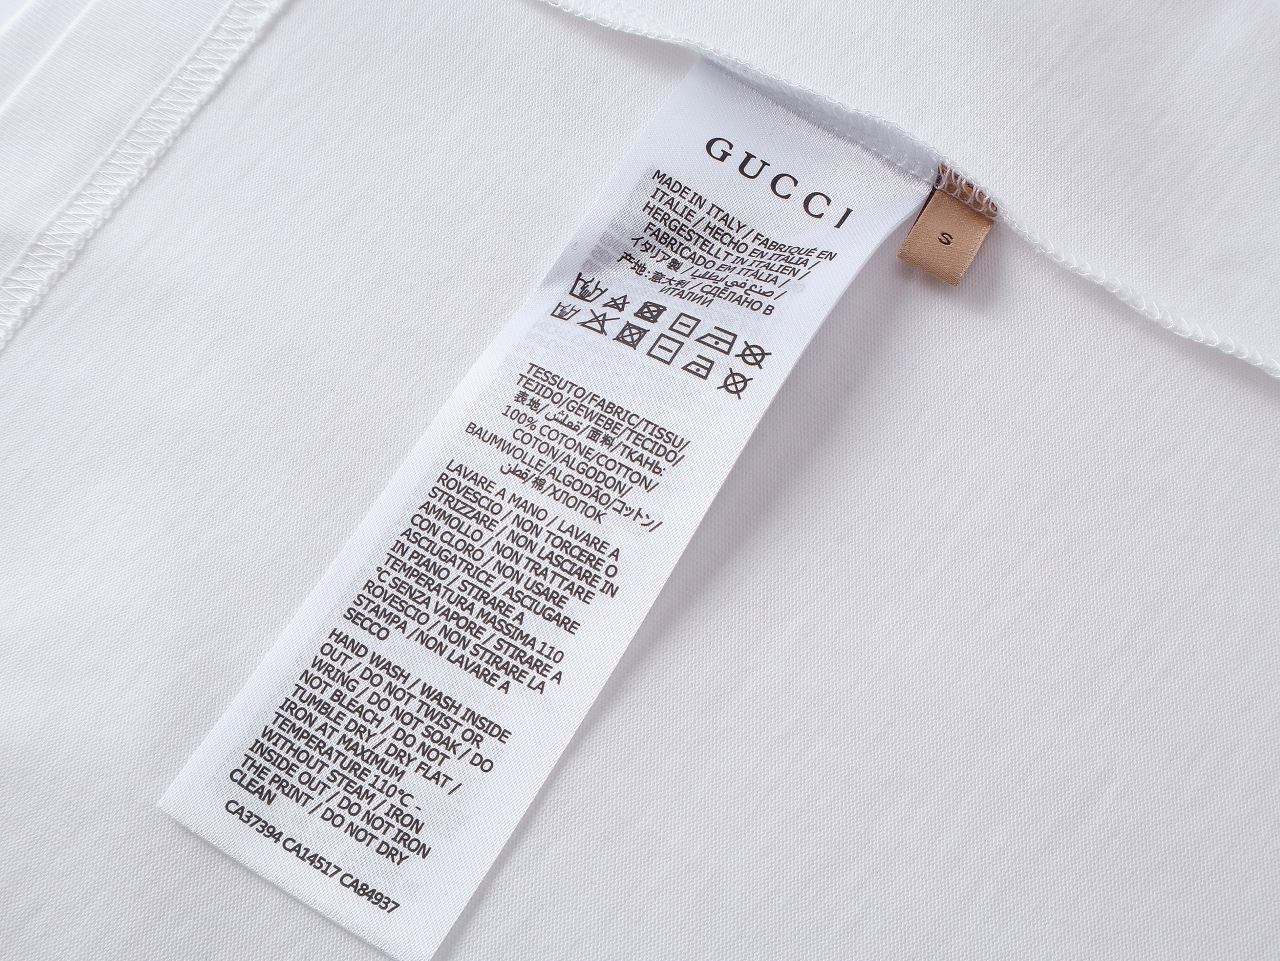 GUCCI
MADE IN ITALY / FABRIQUÉ EN
ITALIE / HECHO EN ITALIA /
HERGESTELLT IN ITALIEN /
FABRICADO EM ITÁLIA /
イタリア製 / صنع في إيطاليا /
产地:意大利 / СДЕЛАНО В
ИТАЛИИ
TESSUTO/FABRIC/TISSU/
TEJIDO/GEWEBE/TECIDO/
表地/قماش/面料/ТКАНЬ:
100% COTONE/COTTON/
COTON/ALGODON/
BAUMWOLLE/ALGODÃO/コットン/
قطن/棉/ХЛОПОК
LAVARE A MANO / LAVARE A
ROVESCIO / NON TORCERE O
STRIZZARE / NON LASCIARE IN
AMMOLLO / NON TRATTARE
CON CLORO / NON USARE
ASCIUGATRICE / ASCIUGARE
IN PIANO / STIRARE A
TEMPERATURA MASSIMA 110
°C SENZA VAPORE / STIRARE A
ROVESCIO / NON STIRARE LA
STAMPA /NON LAVARE A
SECCO
HAND WASH / WASH INSIDE
OUT / DO NOT TWIST OR
WRING / DO NOT SOAK / DO
NOT BLEACH / DO NOT
TUMBLE DRY / DRY FLAT /
IRON AT MAXIMUM
TEMPERATURE 110°C -
WITHOUT STEAM / IRON
INSIDE OUT / DO NOT IRON
THE PRINT / DO NOT DRY
CLEAN
CA37394 CA14517 CA84937
S